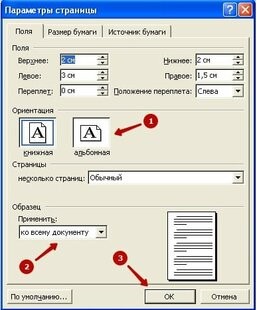 Параметры страницы
Поля
Размер бумаги
Источник бумаги
Поля
Верхнее: 2 см
Нижнее: 2 см
Левое: 3 см
Правое: 1,5 см
Переплет: 0 см
Положение переплета: Слева
Ориентация
1
книжная
альбомная
Страницы
несколько страниц: Обычный
Образец
Применить:
ко всему документу
2
3
По умолчанию...
ОК
Отмена